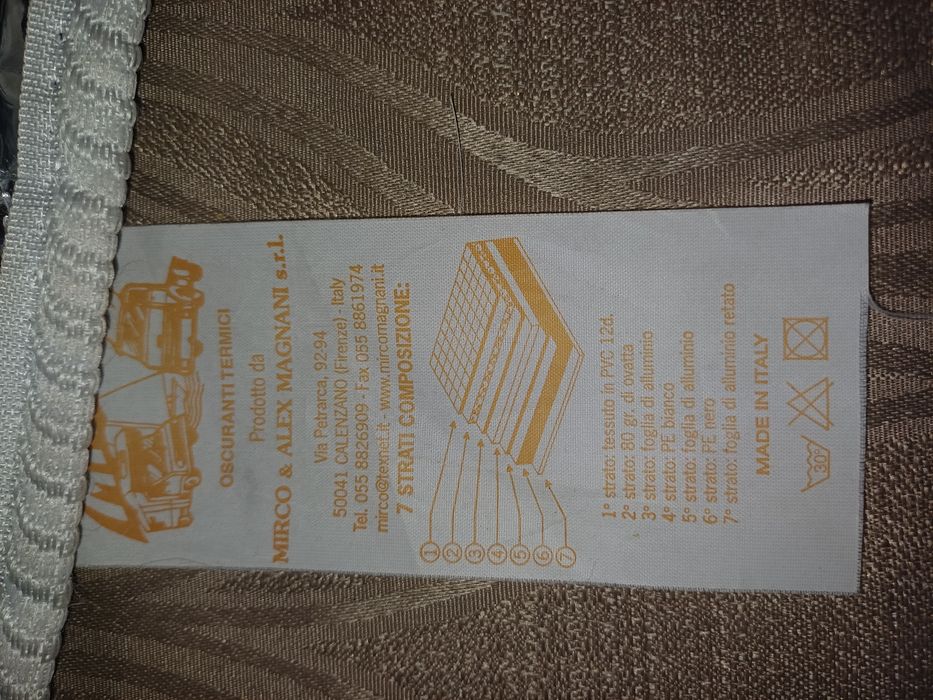 OSCURANTI TERMICI
Prodotto da
MIRCO & ALEX MAGNANI s.r.l.
Via Petrarca, 9294
50041 CALENZANO (Firenze) - Italy
Tel. 055 8826909 - Fax 055 8861974
mirco@exnet.it - www.mircomagnani.it
7 STRATI COMPOSIZIONE:
1 2 3 4 5 6 7
1° strato: tessuto in PVC 12d.
2° strato: 80 gr. di ovatta
3° strato: foglia di alluminio
4° strato: PE bianco
5° strato: foglia di alluminio
6° strato: PE nero
7° strato: foglia di alluminio retato
MADE IN ITALY
30°